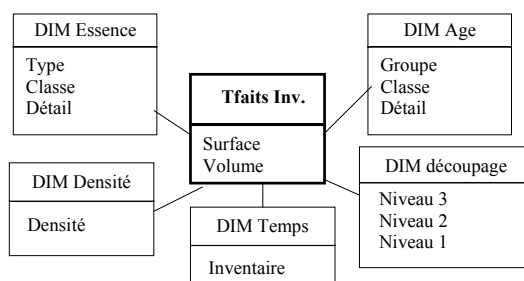 DIM Essence
Type
Classe
Détail
DIM Age
Groupe
Classe
Détail
Tfaits Inv.
Surface
Volume
DIM Densité
Densité
DIM Temps
Inventaire
DIM découpage
Niveau 3
Niveau 2
Niveau 1